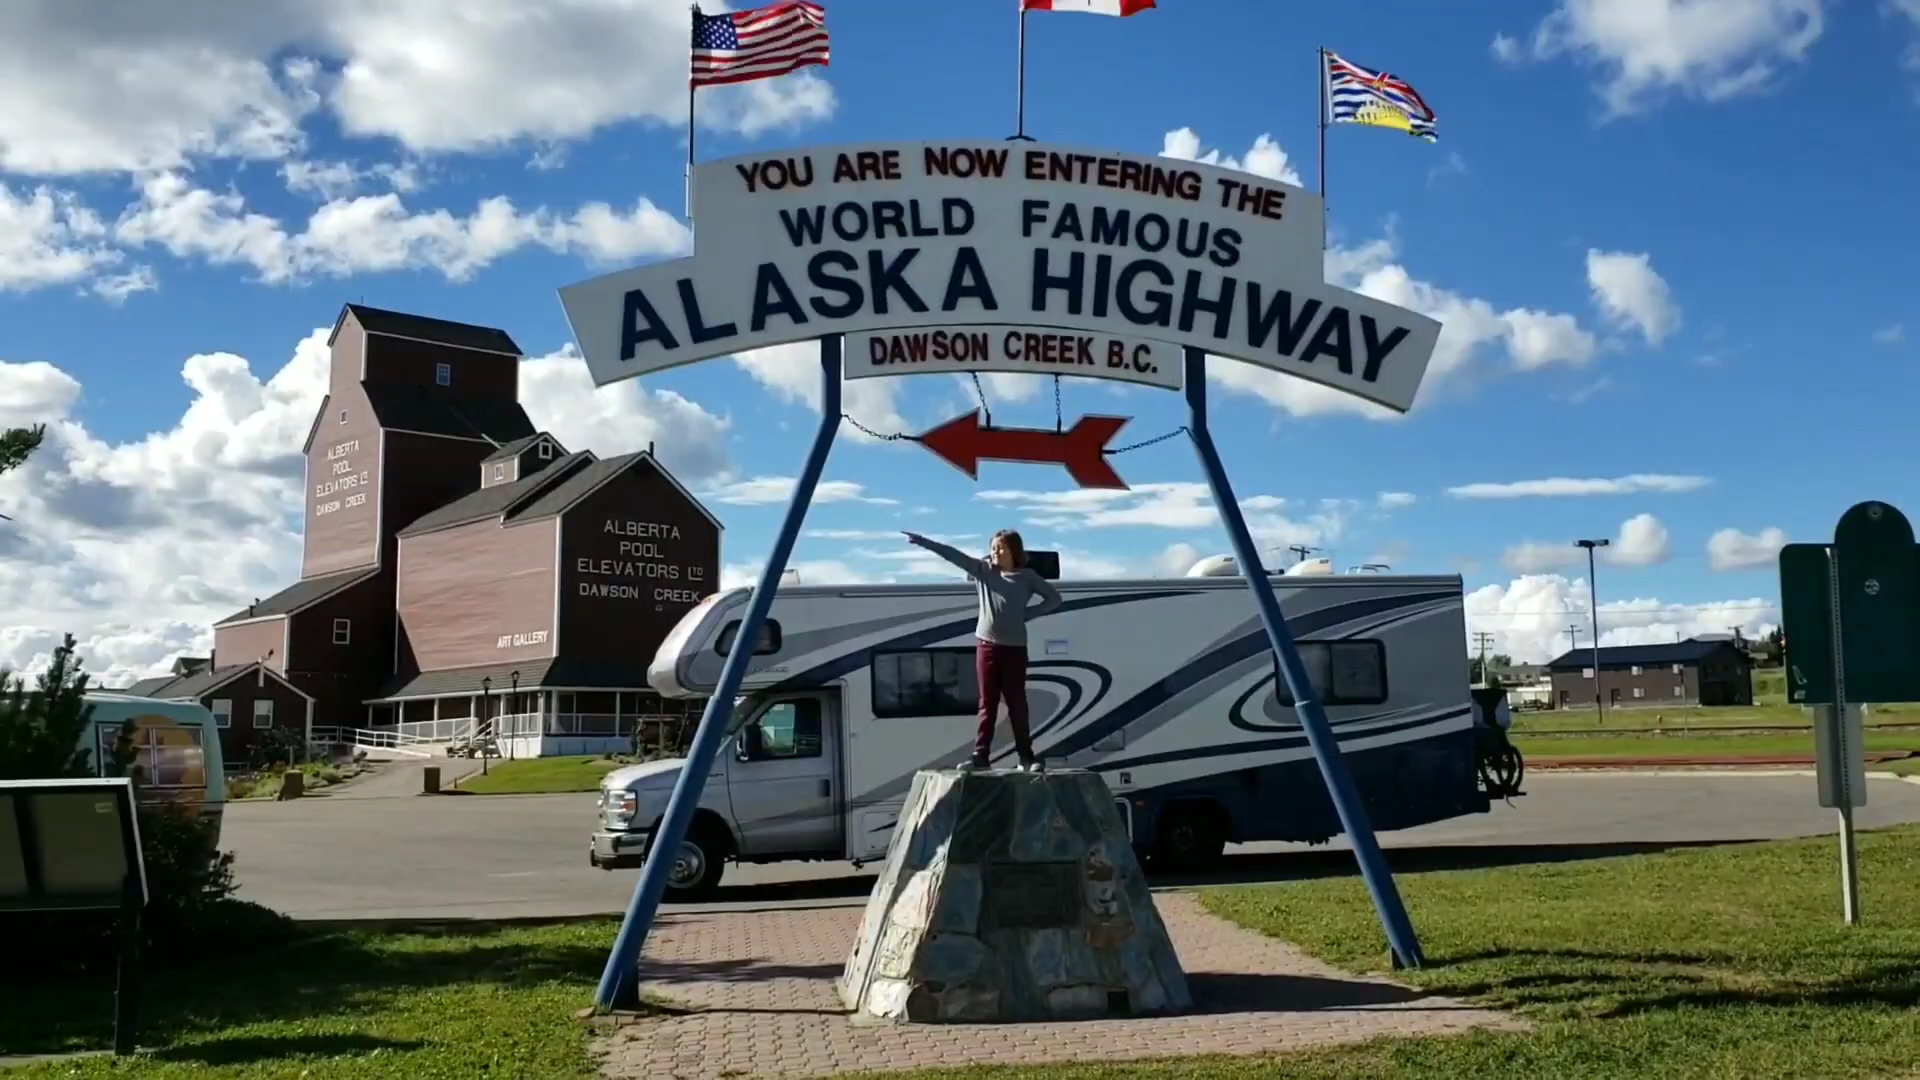 YOU ARE NOW ENTERING THE
WORLD FAMOUS
ALASKA HIGHWAY
DAWSON CREEK B.C.
ALBERTA
POOL
ELEVATORS LTD
DAWSON CREEK
ALBERTA
POOL
ELEVATORS LTD
DAWSON CREEK
ART GALLERY